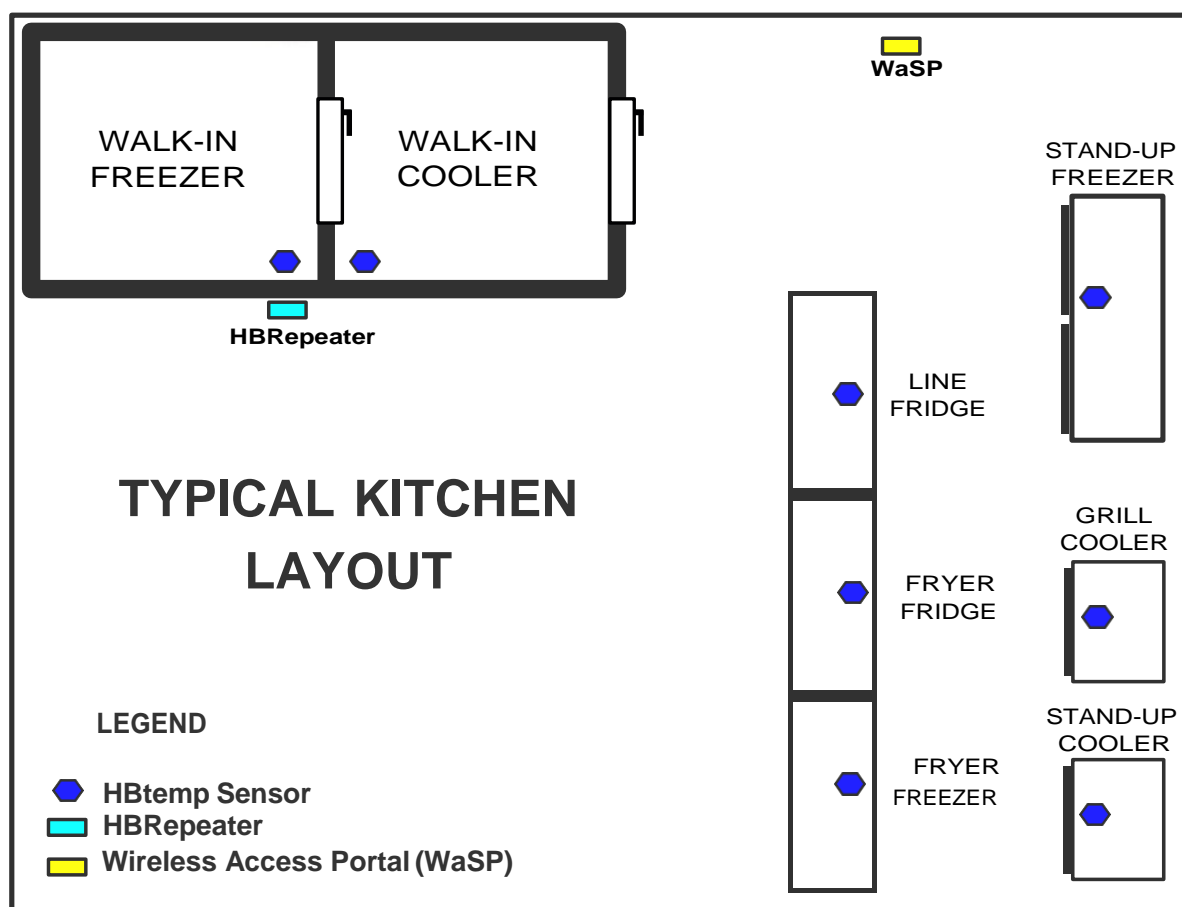 WaSP
WALK-IN
FREEZER
WALK-IN
COOLER
STAND-UP
FREEZER
HBRepeater
LINE
FRIDGE
TYPICAL KITCHEN
LAYOUT
GRILL
COOLER
FRYER
FRIDGE
LEGEND
STAND-UP
COOLER
FRYER
FREEZER
HBtemp Sensor
HBRepeater
Wireless Access Portal (WaSP)